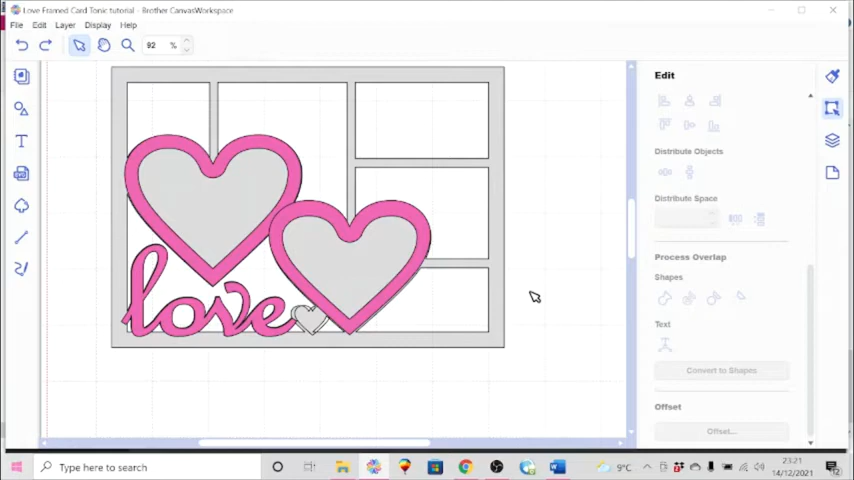 Love Framed Card Tonic tutorial - Brother CanvasWorkspace
File Edit Lab Display Help
92 %
Edit
Distribute Objects
Distribute Space
Process Overlap
Shapes
love
Text
Convert to Shapes
Offset
Offset...
Type here to search
9°C
23:21
14/12/2021